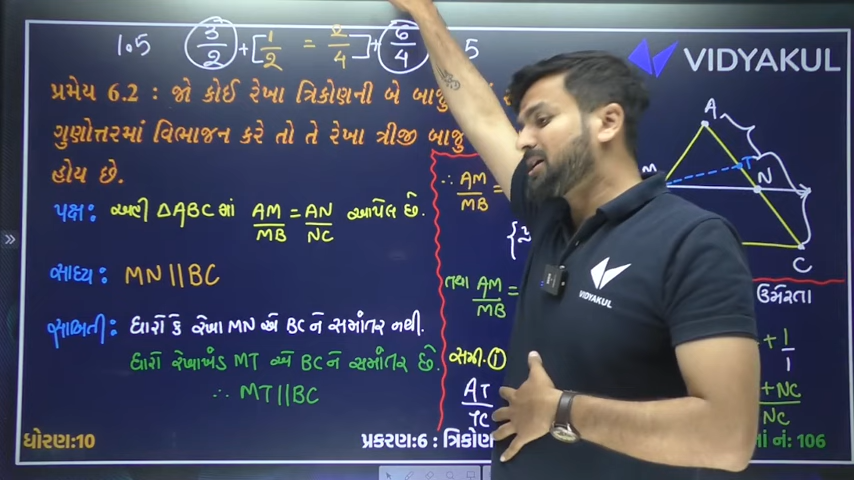 1.5 3/2 + [1/2 = 2/4] + 6/4 5
VIDYAKUL
પ્રમેય 6.2 : જો કોઈ રેખા ત્રિકોણની બે
ગુણોત્તરમાં વિભાજન કરે તો તે રેખા ત્રીજી
હોય છે.
પક્ષ: અહી ΔABC માં AM/MB = AN/NC આપેલ છે.
સાધ્ય: MN || BC
સાબિતી: ધારો કે રેખા MN એ BC ને સમાંતર નથી.
ધારો રેખાખંડ MT એ BC ને સમાંતર છે.
∴ MT || BC
∴ AM/MB =
તથા AM/MB =
સમી. ①
AT/TC
A
T
N
M
C
ઉમેરતા
+ 1/1
+ NC/NC
VIDYAKUL
ધોરણ:10
પ્રકરણ:6 : ત્રિકોણ
નં: 106